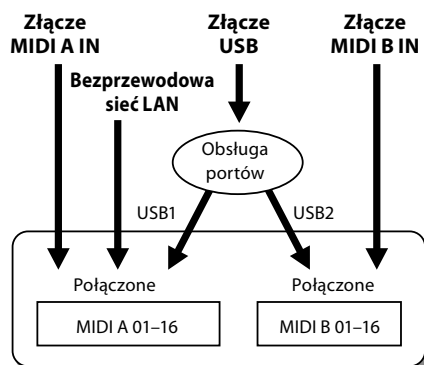 Złącze
MIDI A IN
Złącze
USB
Złącze
MIDI B IN
Bezprzewodowa
sieć LAN
Obsługa
portów
USB1
USB2
Połączone
Połączone
MIDI A 01–16
MIDI B 01–16